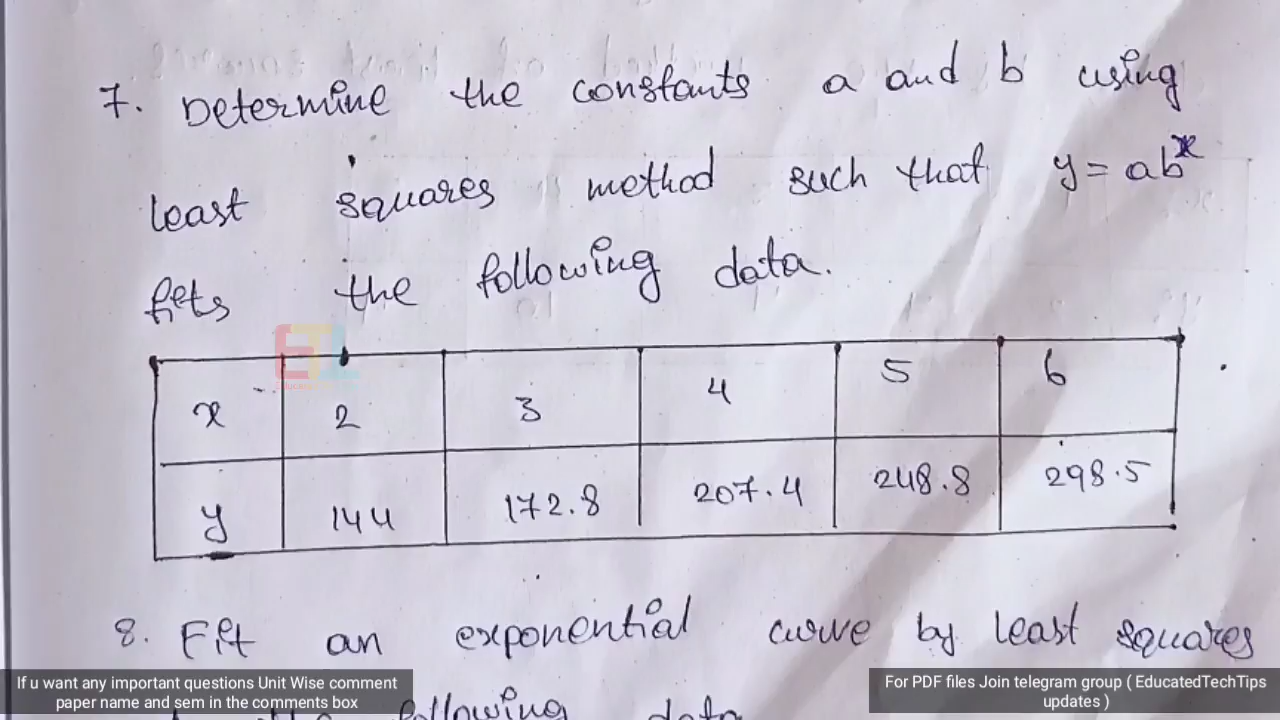 7. Determine the constants a and b using
least squares method such that y = ab^x
fits the following data.
x 2 3 4 5 6
y 144 172.8 207.4 248.8 298.5
8. Fit an exponential curve by least squares
following data
If u want any important questions Unit Wise comment
paper name and sem in the comments box
For PDF files Join telegram group ( EducatedTechTips
updates )